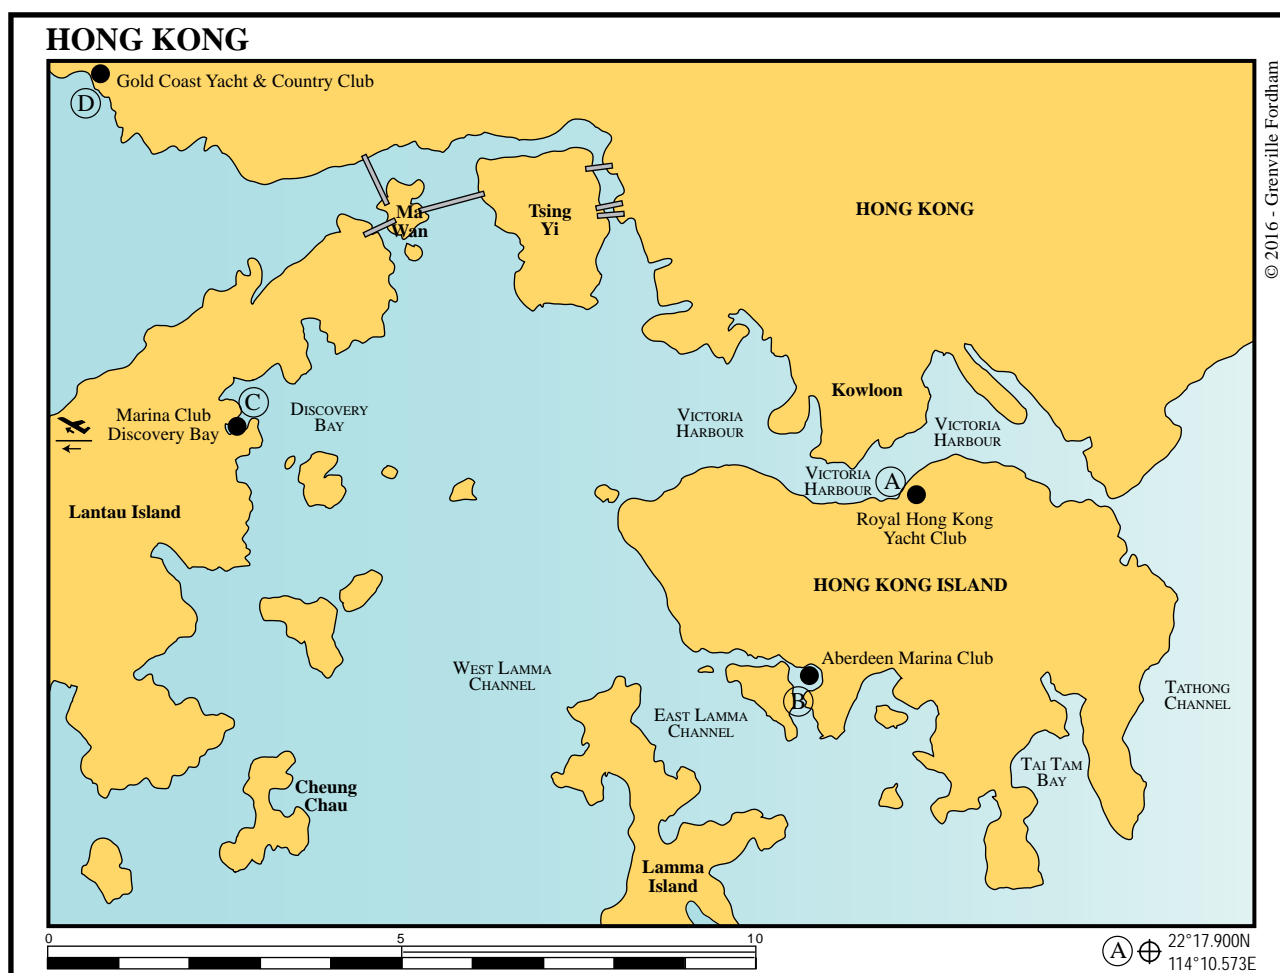 HONG KONG
© 2016 - Grenville Fordham
Gold Coast Yacht & Country Club
D
Ma
Wan
Tsing
Yi
HONG KONG
Kowloon
C
Marina Club
Discovery Bay
DISCOVERY
BAY
VICTORIA
HARBOUR
VICTORIA
HARBOUR
VICTORIA
HARBOUR
A
Royal Hong Kong
Yacht Club
Lantau Island
HONG KONG ISLAND
Aberdeen Marina Club
B
WEST LAMMA
CHANNEL
EAST LAMMA
CHANNEL
TATHONG
CHANNEL
TAI TAM
BAY
Cheung
Chau
Lamma
Island
0
5
10
A
22°17.900N
114°10.573E